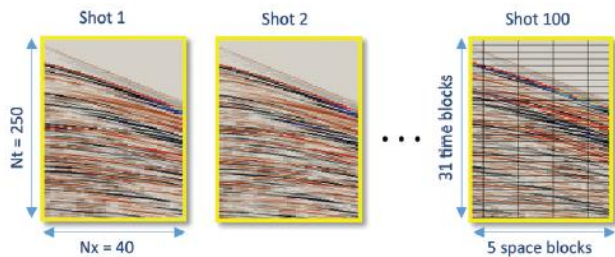 Shot 1
Shot 2
Shot 100
Nt = 250
• • •
31 time blocks
Nx = 40
5 space blocks